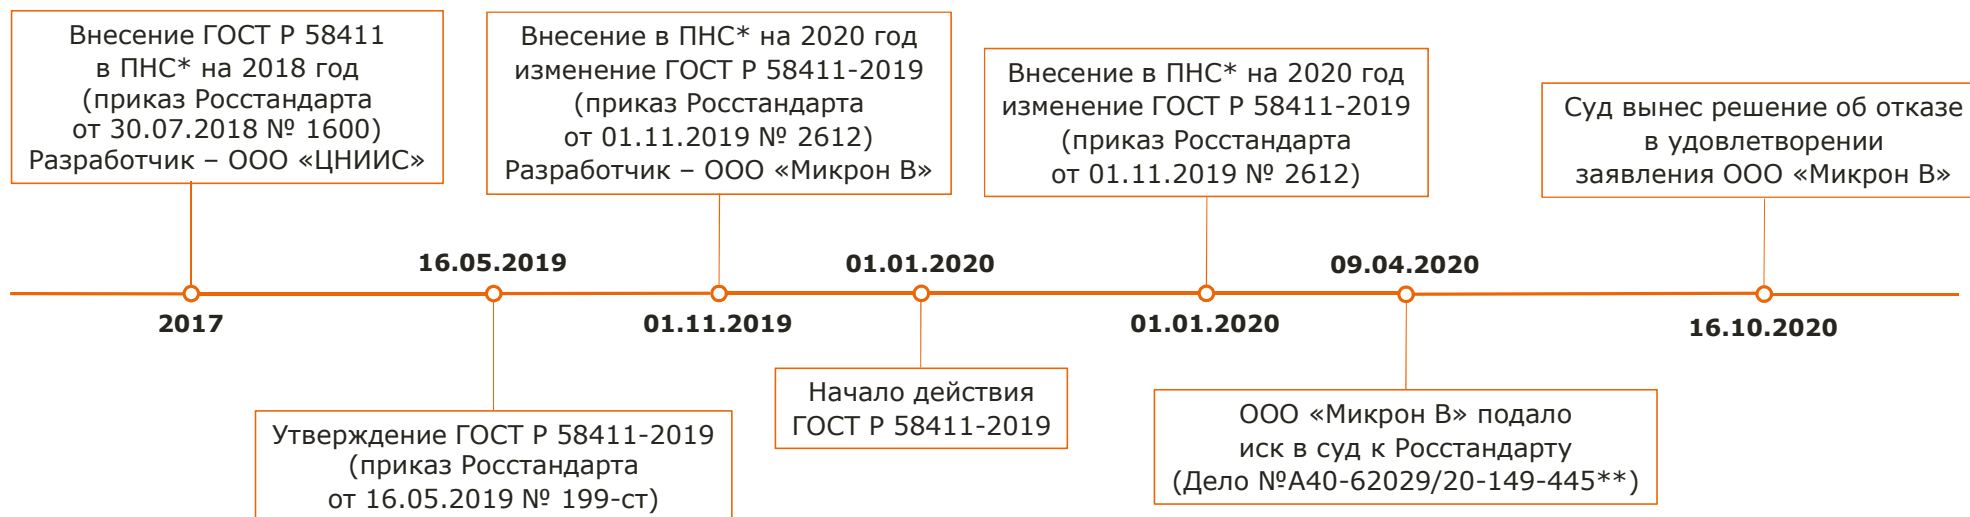 Внесение ГОСТ Р 58411
в ПНС* на 2018 год
(приказ Росстандарта
от 30.07.2018 № 1600)
Разработчик – ООО «ЦНИИС»
Внесение в ПНС* на 2020 год
изменение ГОСТ Р 58411-2019
(приказ Росстандарта
от 01.11.2019 № 2612)
Разработчик – ООО «Микрон В»
Внесение в ПНС* на 2020 год
изменение ГОСТ Р 58411-2019
(приказ Росстандарта
от 01.11.2019 № 2612)
Суд вынес решение об отказе
в удовлетворении
заявления ООО «Микрон В»
16.05.2019
01.01.2020
09.04.2020
2017
01.11.2019
01.01.2020
16.10.2020
Утверждение ГОСТ Р 58411-2019
(приказ Росстандарта
от 16.05.2019 № 199-ст)
Начало действия
ГОСТ Р 58411-2019
ООО «Микрон В» подало
иск в суд к Росстандарту
(Дело №А40-62029/20-149-445**)